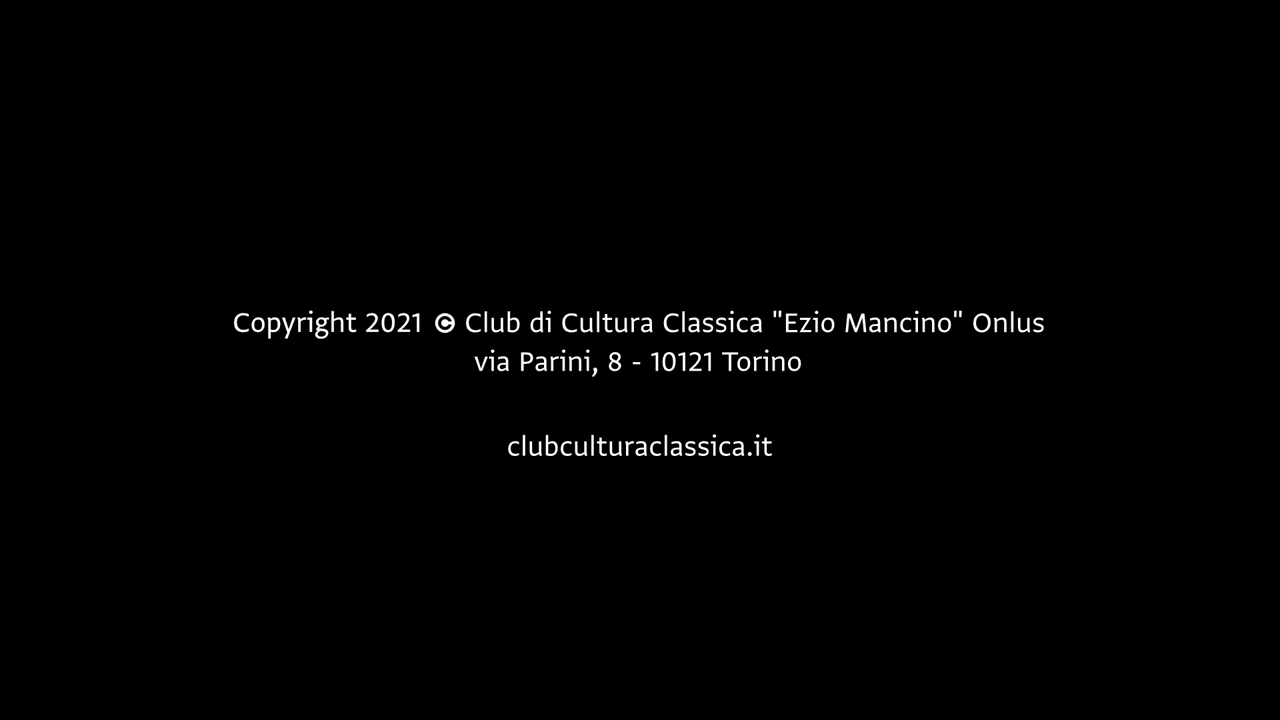 Copyright 2021 © Club di Cultura Classica "Ezio Mancino" Onlus
via Parini, 8 - 10121 Torino
clubculturaclassica.it